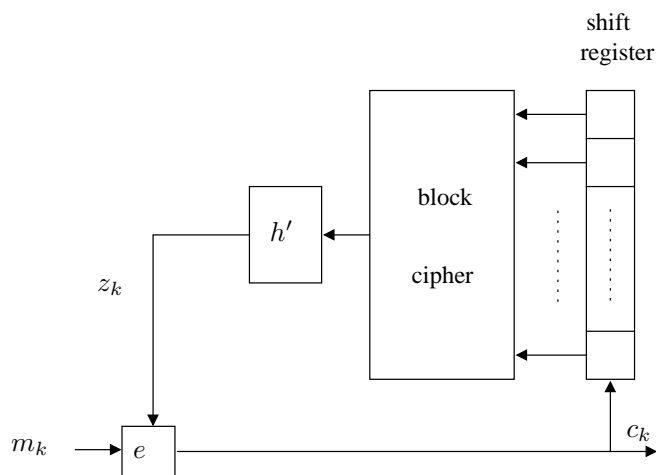 shift
register
block
h′
cipher
z_k
m_k
e
c_k